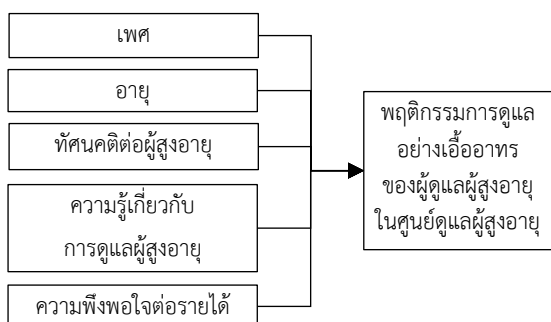 เพศ
อายุ
ทัศนคติต่อผู้สูงอายุ
ความรู้เกี่ยวกับ
การดูแลผู้สูงอายุ
ความพึงพอใจต่อรายได้
พฤติกรรมการดูแล
อย่างเอื้ออาทร
ของผู้ดูแลผู้สูงอายุ
ในศูนย์ดูแลผู้สูงอายุ